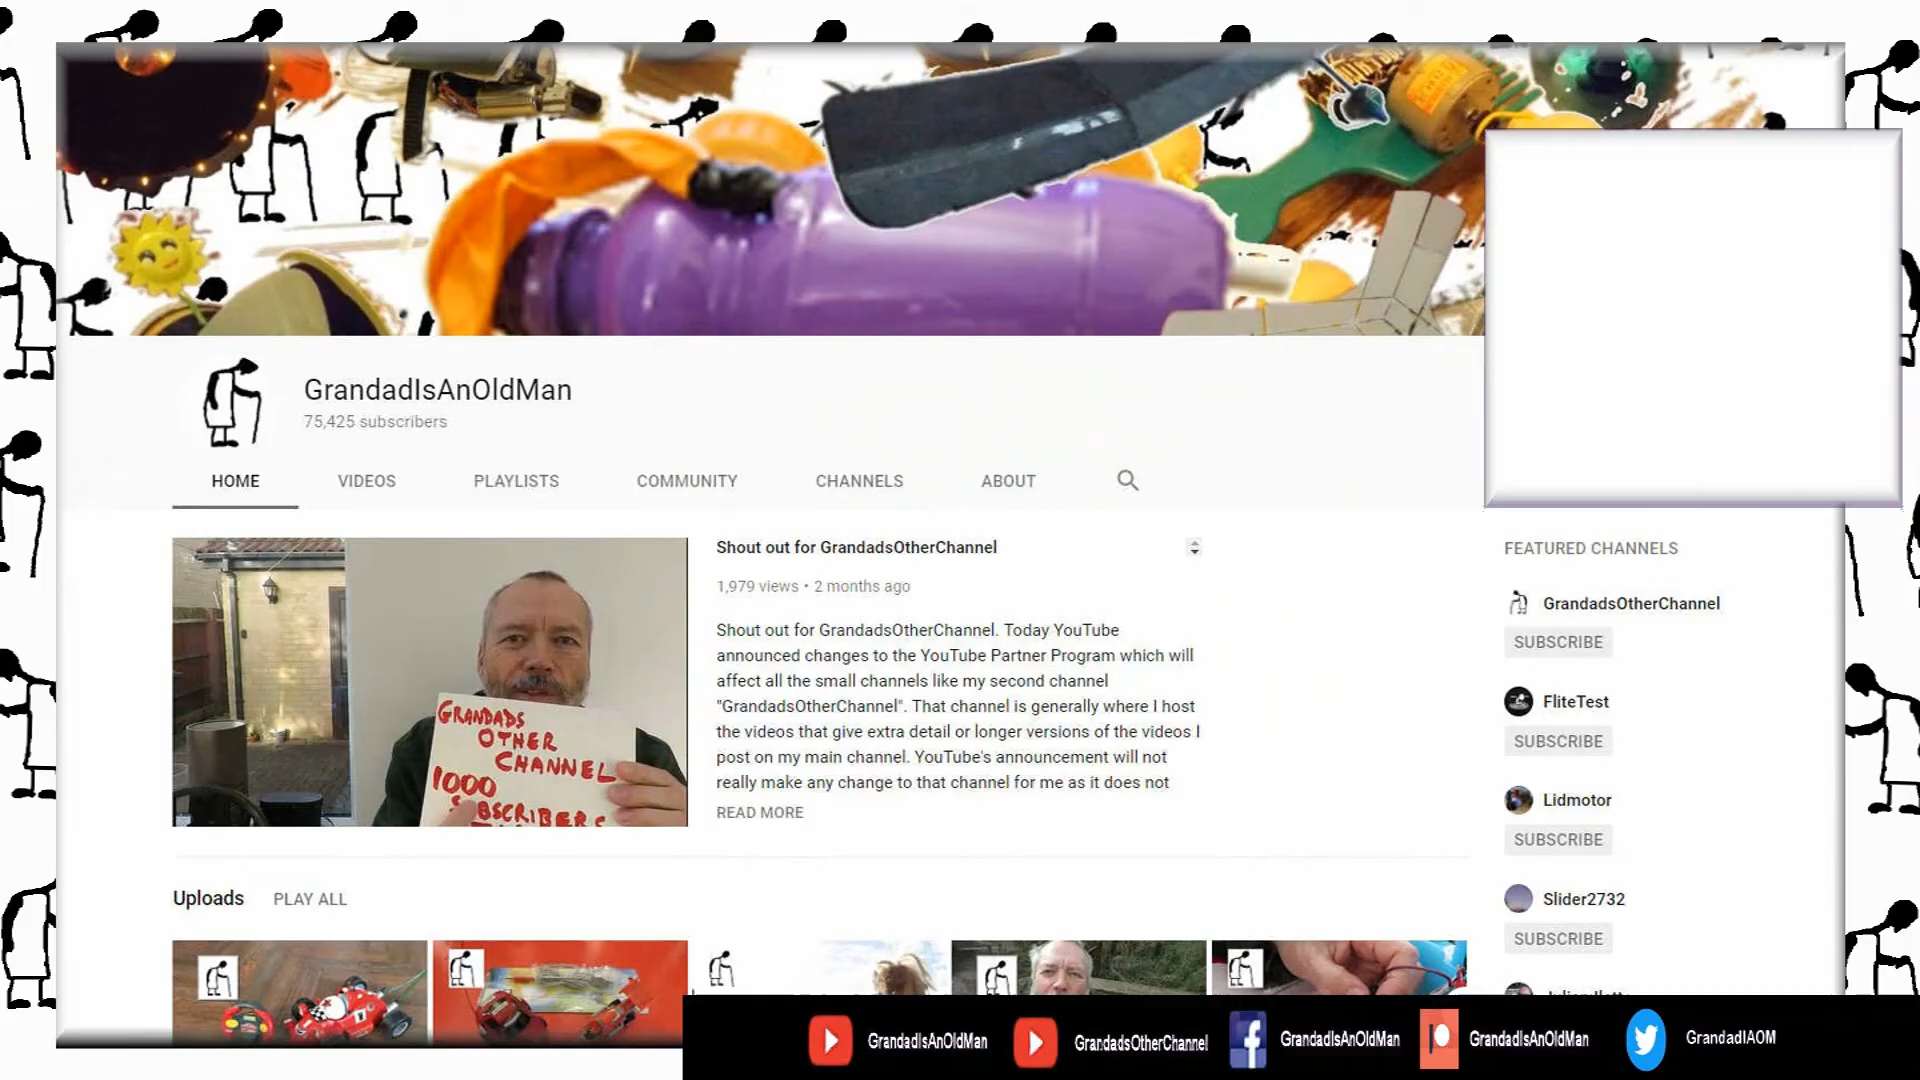 GrandadIsAnOldMan
75,425 subscribers
HOME
VIDEOS
PLAYLISTS
COMMUNITY
CHANNELS
ABOUT
GRANDADS
OTHER
CHANNEL
1000
SUBSCRIBERS
Shout out for GrandadsOtherChannel
1,979 views • 2 months ago
Shout out for GrandadsOtherChannel. Today YouTube
announced changes to the YouTube Partner Program which will
affect all the small channels like my second channel
"GrandadsOtherChannel". That channel is generally where I host
the videos that give extra detail or longer versions of the videos I
post on my main channel. YouTube's announcement will not
really make any change to that channel for me as it does not
READ MORE
FEATURED CHANNELS
GrandadsOtherChannel
SUBSCRIBE
FliteTest
SUBSCRIBE
Lidmotor
SUBSCRIBE
Slider2732
SUBSCRIBE
Uploads
PLAY ALL
GrandadIsAnOldMan
GrandadsOtherChannel
GrandadIsAnOldMan
GrandadIsAnOldMan
GrandadIAOM